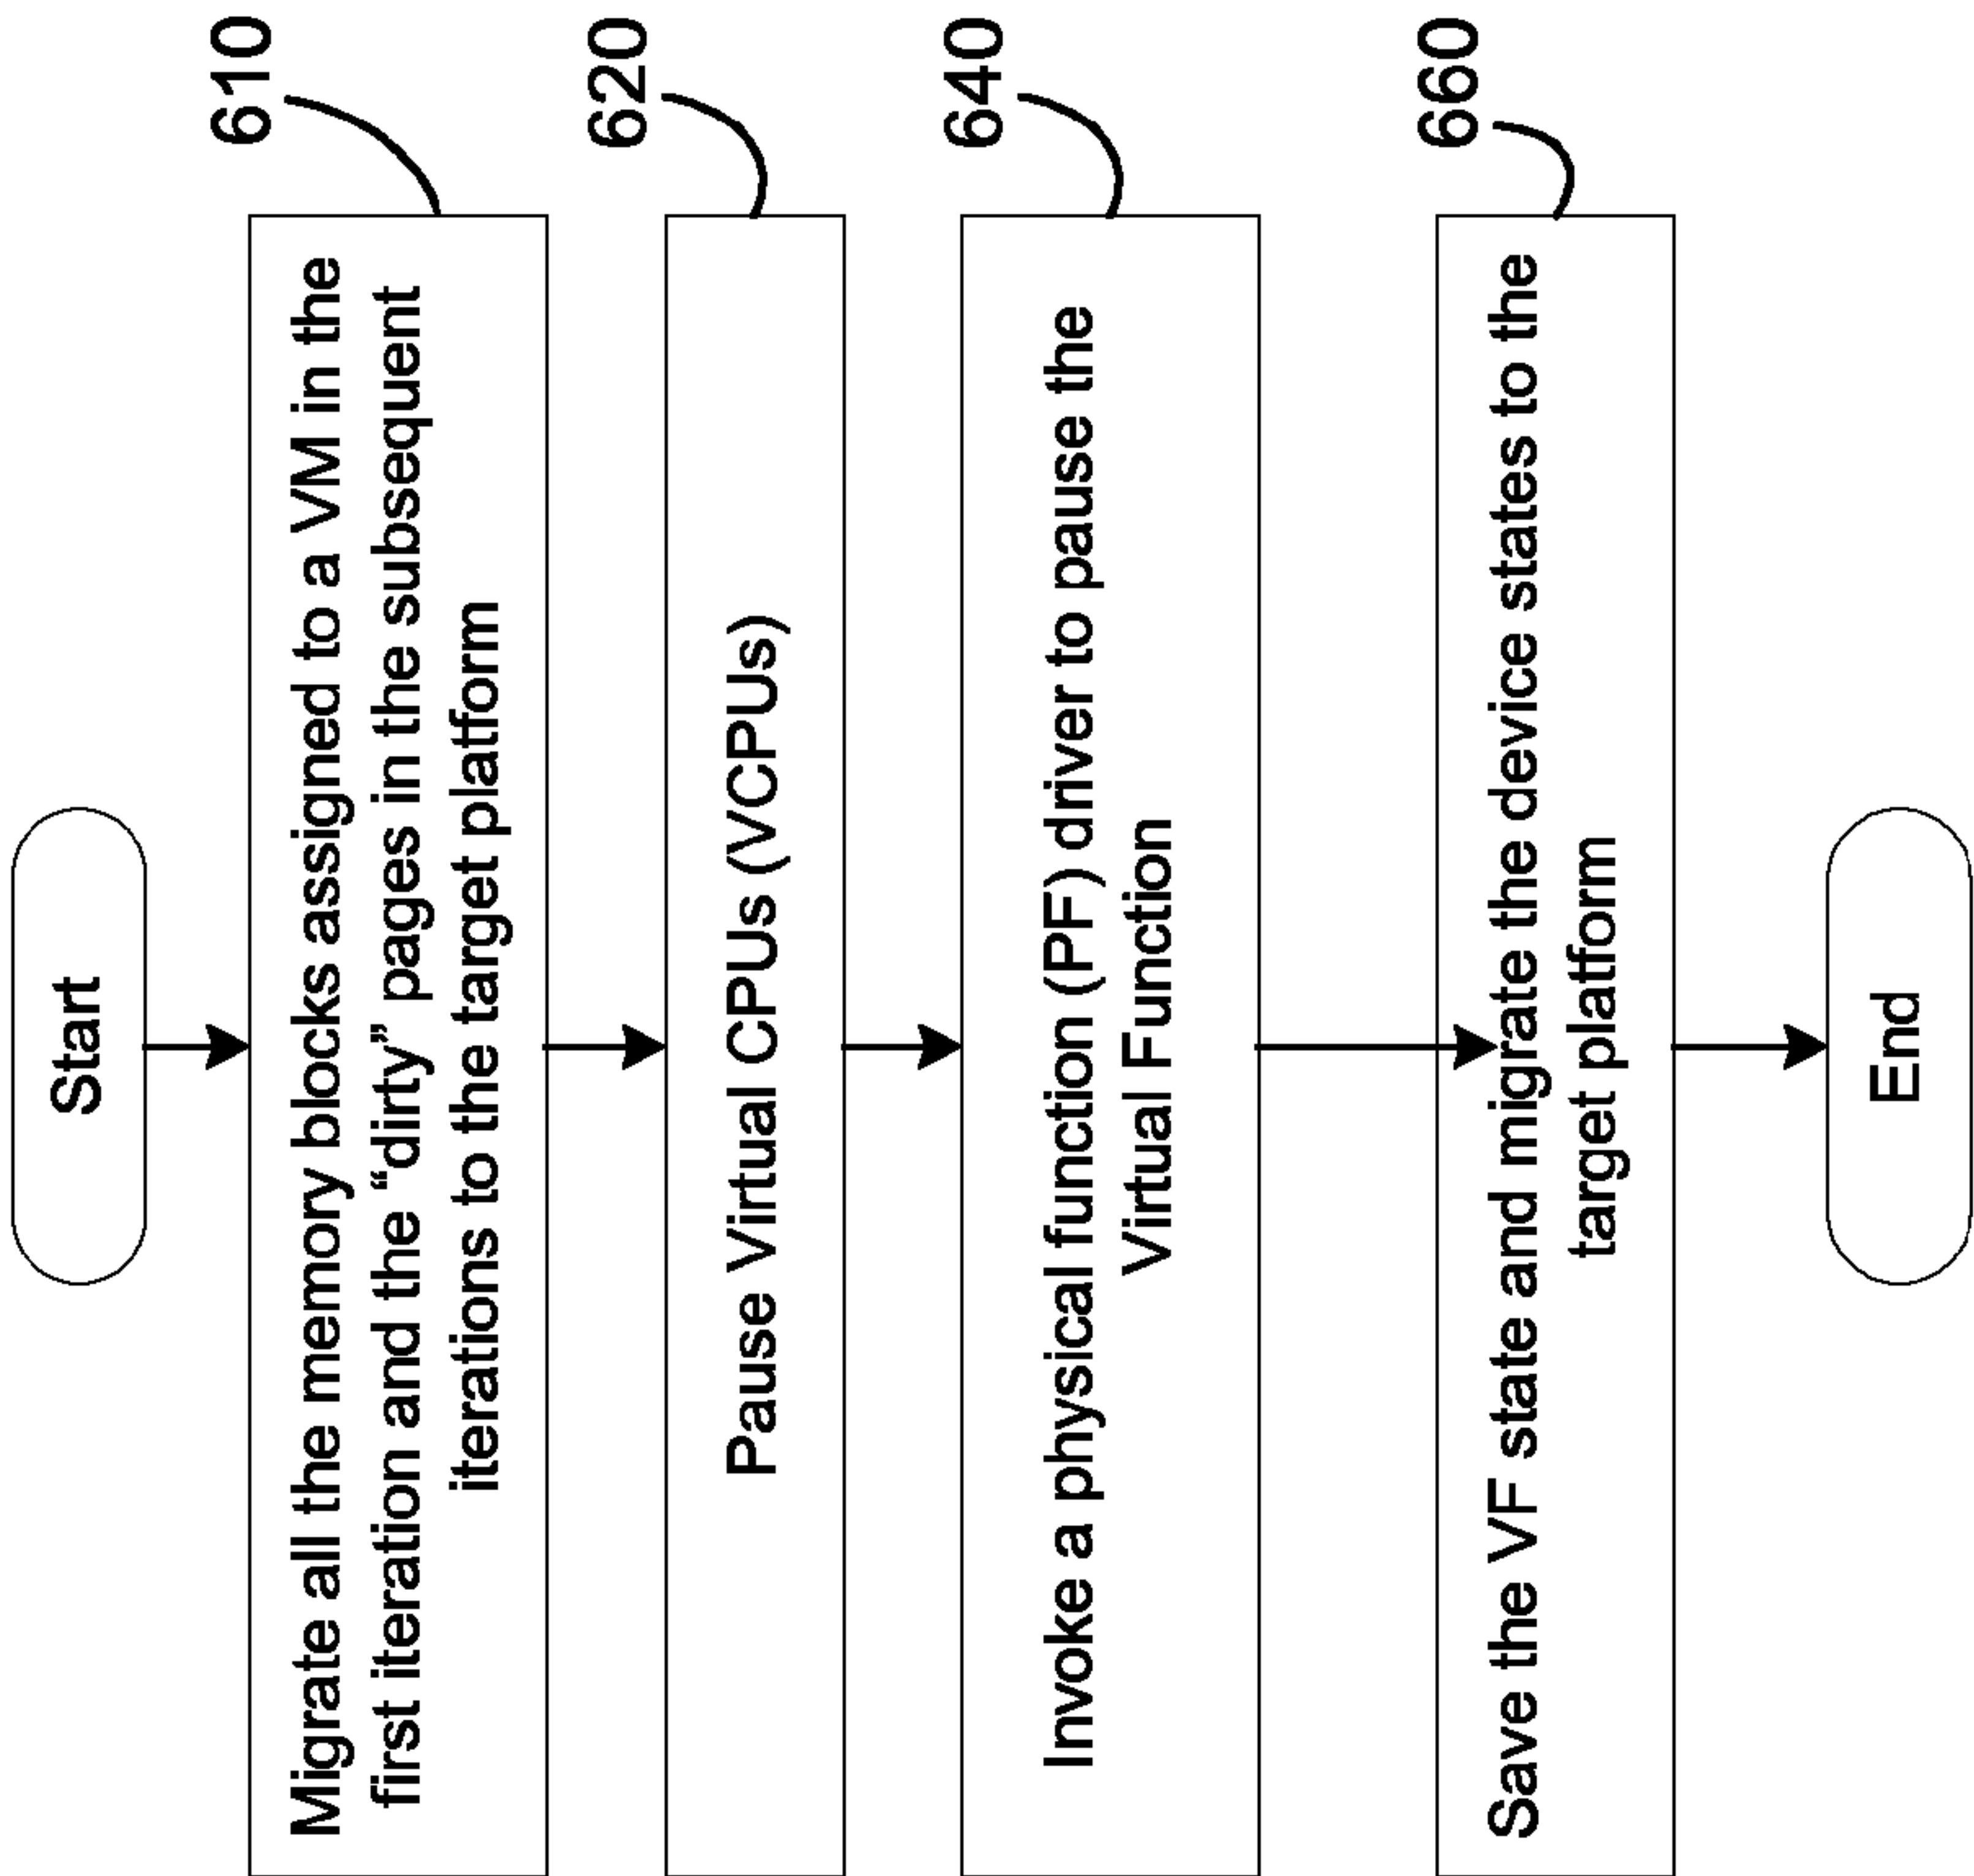 Start
610
Migrate all the memory blocks assigned to a VM in the
first iteration and the “dirty” pages in the subsequent
iterations to the target platform
620
Pause Virtual CPUs (VCPUs)
640
Invoke a physical function (PF) driver to pause the
Virtual Function
660
Save the VF state and migrate the device states to the
target platform
End